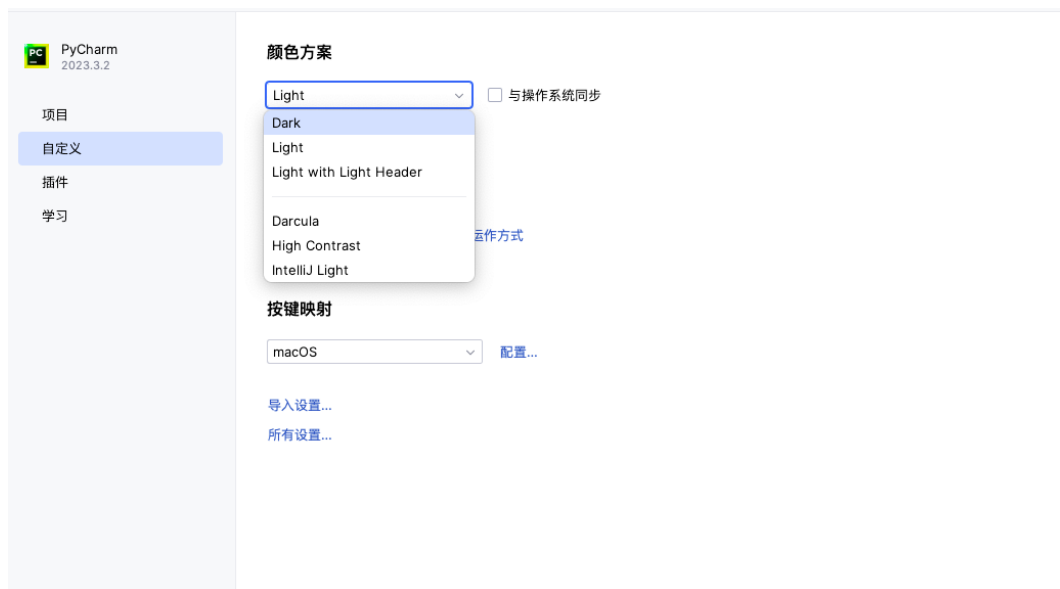 PC
PyCharm
2023.3.2
项目
自定义
插件
学习
颜色方案
Light
与操作系统同步
Dark
Light
Light with Light Header
Darcula
High Contrast
IntelliJ Light
运作方式
按键映射
macOS
配置...
导入设置...
所有设置...